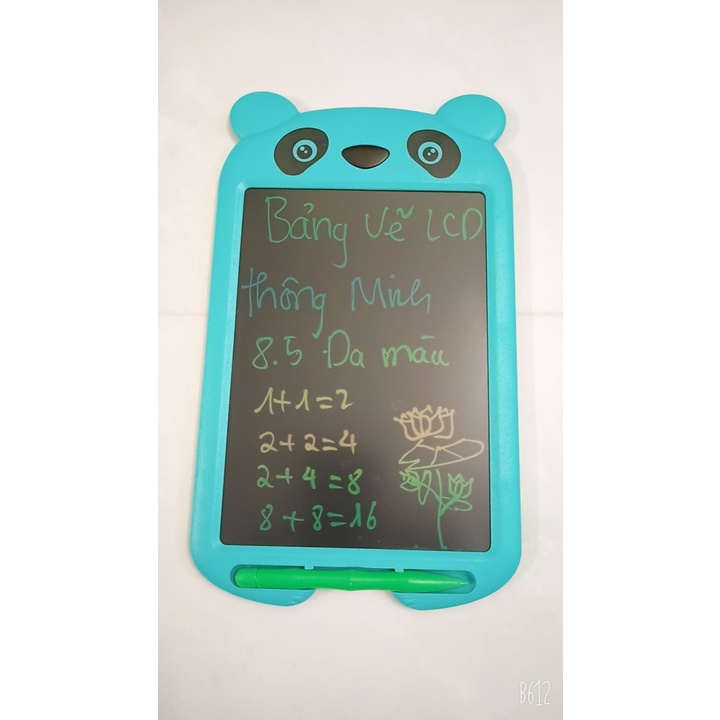 Bảng Vẽ LCD
thông Minh
8.5 Đa màu
1+1=2
2+2=4
2+4=8
8+8=16
B612